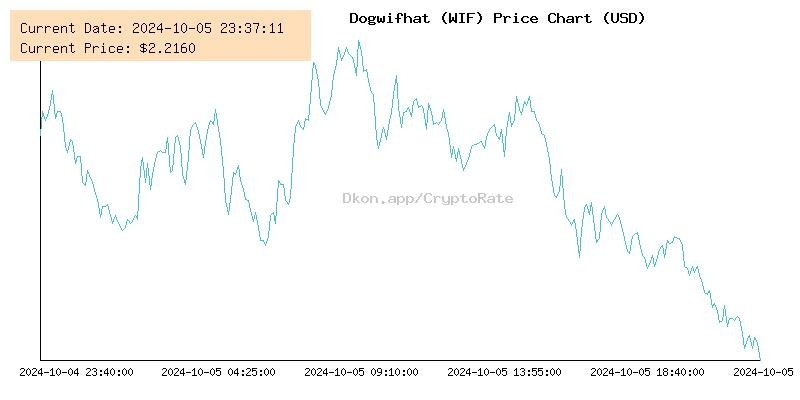 Dogwifhat (WIF) Price Chart (USD)
Current Date: 2024-10-05 23:37:11
Current Price: $2.2160
Dkon.app/CryptoRate
2024-10-04 23:40:00 2024-10-05 04:25:00 2024-10-05 09:10:00 2024-10-05 13:55:00 2024-10-05 18:40:00 2024-10-05